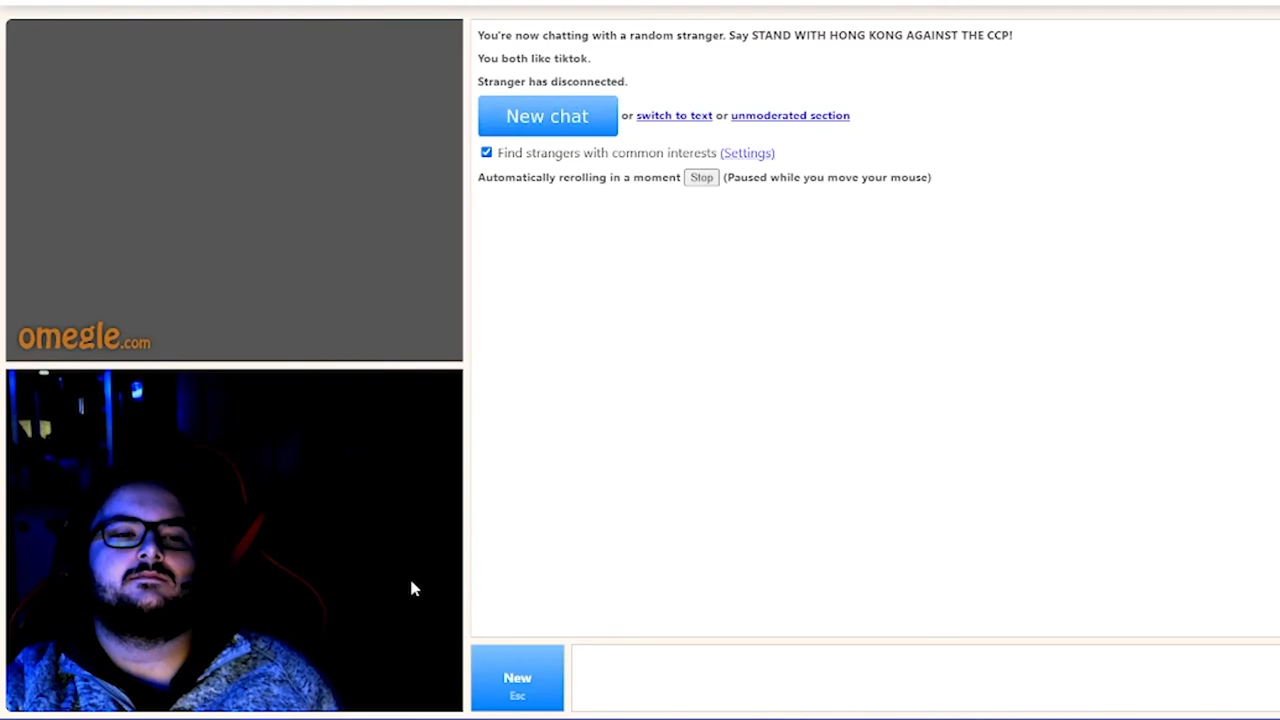 You're now chatting with a random stranger. Say STAND WITH HONG KONG AGAINST THE CCP!
You both like tiktok.
Stranger has disconnected.
New chat or switch to text or unmoderated section
Find strangers with common interests (Settings)
Automatically rerolling in a moment Stop (Paused while you move your mouse)
omegle.com
New
Esc